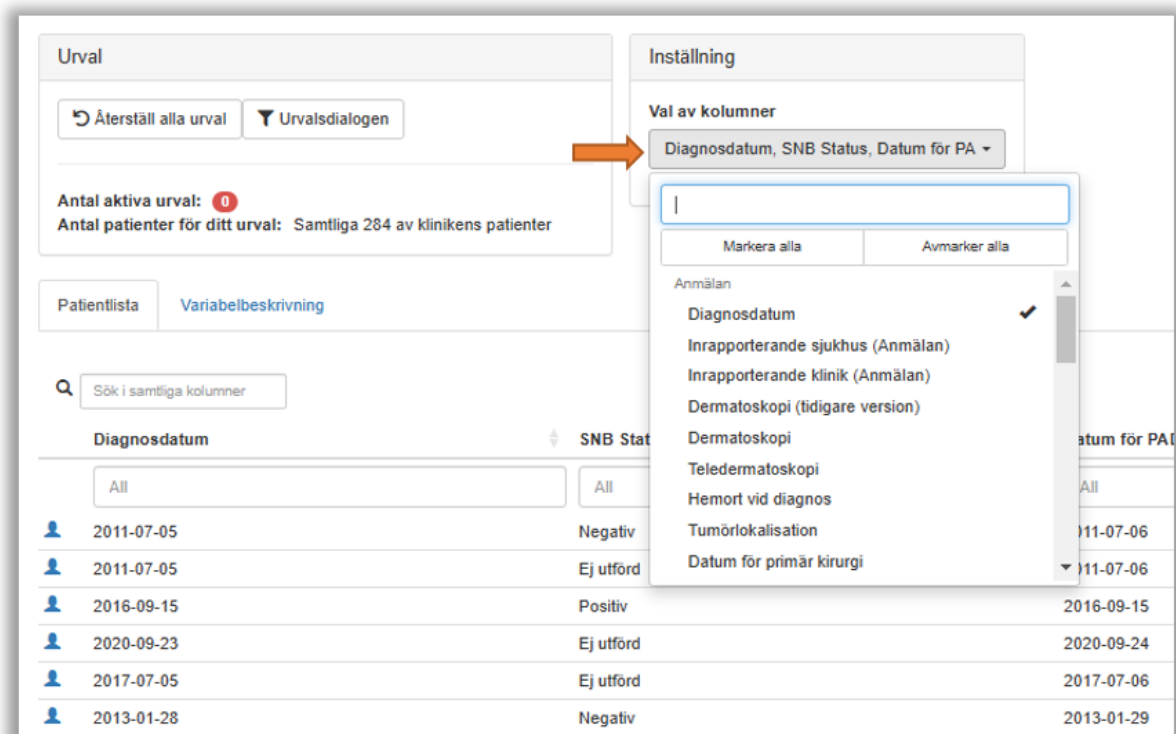 Urval
Återställ alla urval
Urvalsdialogen
Antal aktiva urval: 0
Antal patienter för ditt urval: Samtliga 284 av klinikens patienter
Inställning
Val av kolumner
Diagnosdatum, SNB Status, Datum för PA
Markera alla
Avmarker alla
Anmälan
Diagnosdatum
Inrapporterande sjukhus (Anmälan)
Inrapporterande klinik (Anmälan)
Dermatoskopi (tidigare version)
Dermatoskopi
Teledermatoskopi
Hemort vid diagnos
Tumörlokalisation
Datum för primär kirurgi
Patientlista
Variabelbeskrivning
Sök i samtliga kolumner
Diagnosdatum SNB Stat atum för PAD
All All All
2011-07-05 Negativ 011-07-06
2011-07-05 Ej utförd 011-07-06
2016-09-15 Positiv 2016-09-15
2020-09-23 Ej utförd 2020-09-24
2017-07-05 Ej utförd 2017-07-06
2013-01-28 Negativ 2013-01-29